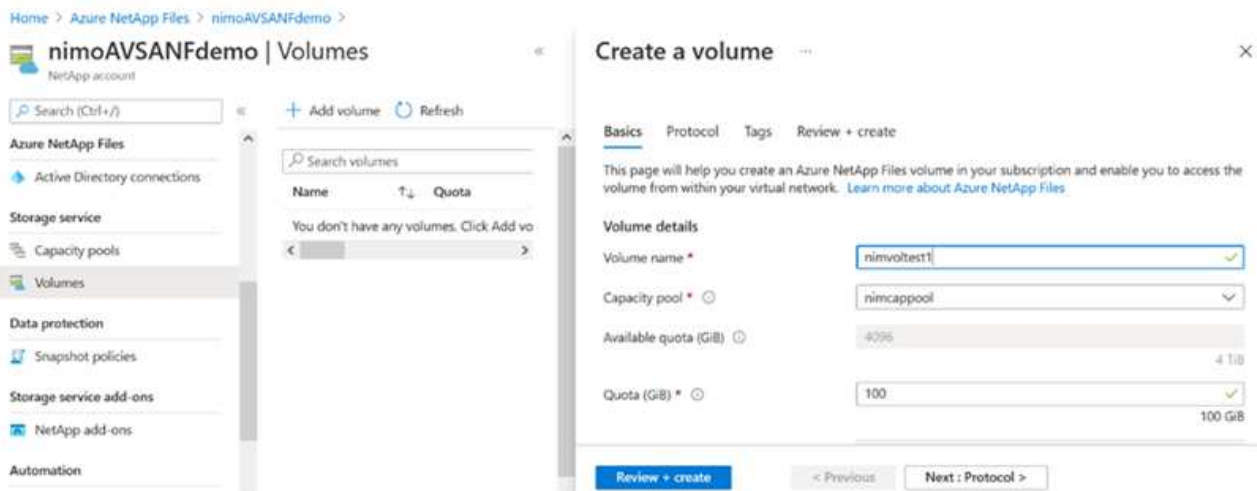 Home > Azure NetApp Files > nimoAVSANFdemo >
nimoAVSANFdemo | Volumes
NetApp account
Search (Ctrl+/)
Azure NetApp Files
Active Directory connections
Storage service
Capacity pools
Volumes
Data protection
Snapshot policies
Storage service add-ons
NetApp add-ons
Automation
Add volume Refresh
Search volumes
Name Quota
You don't have any volumes. Click Add vo
Create a volume
Basics Protocol Tags Review + create
This page will help you create an Azure NetApp Files volume in your subscription and enable you to access the
volume from within your virtual network. Learn more about Azure NetApp Files
Volume details
Volume name *
nimvoltest1
Capacity pool *
nimcappool
Available quota (GiB)
4096
4 TiB
Quota (GiB) *
100
100 GiB
Review + create < Previous Next : Protocol >